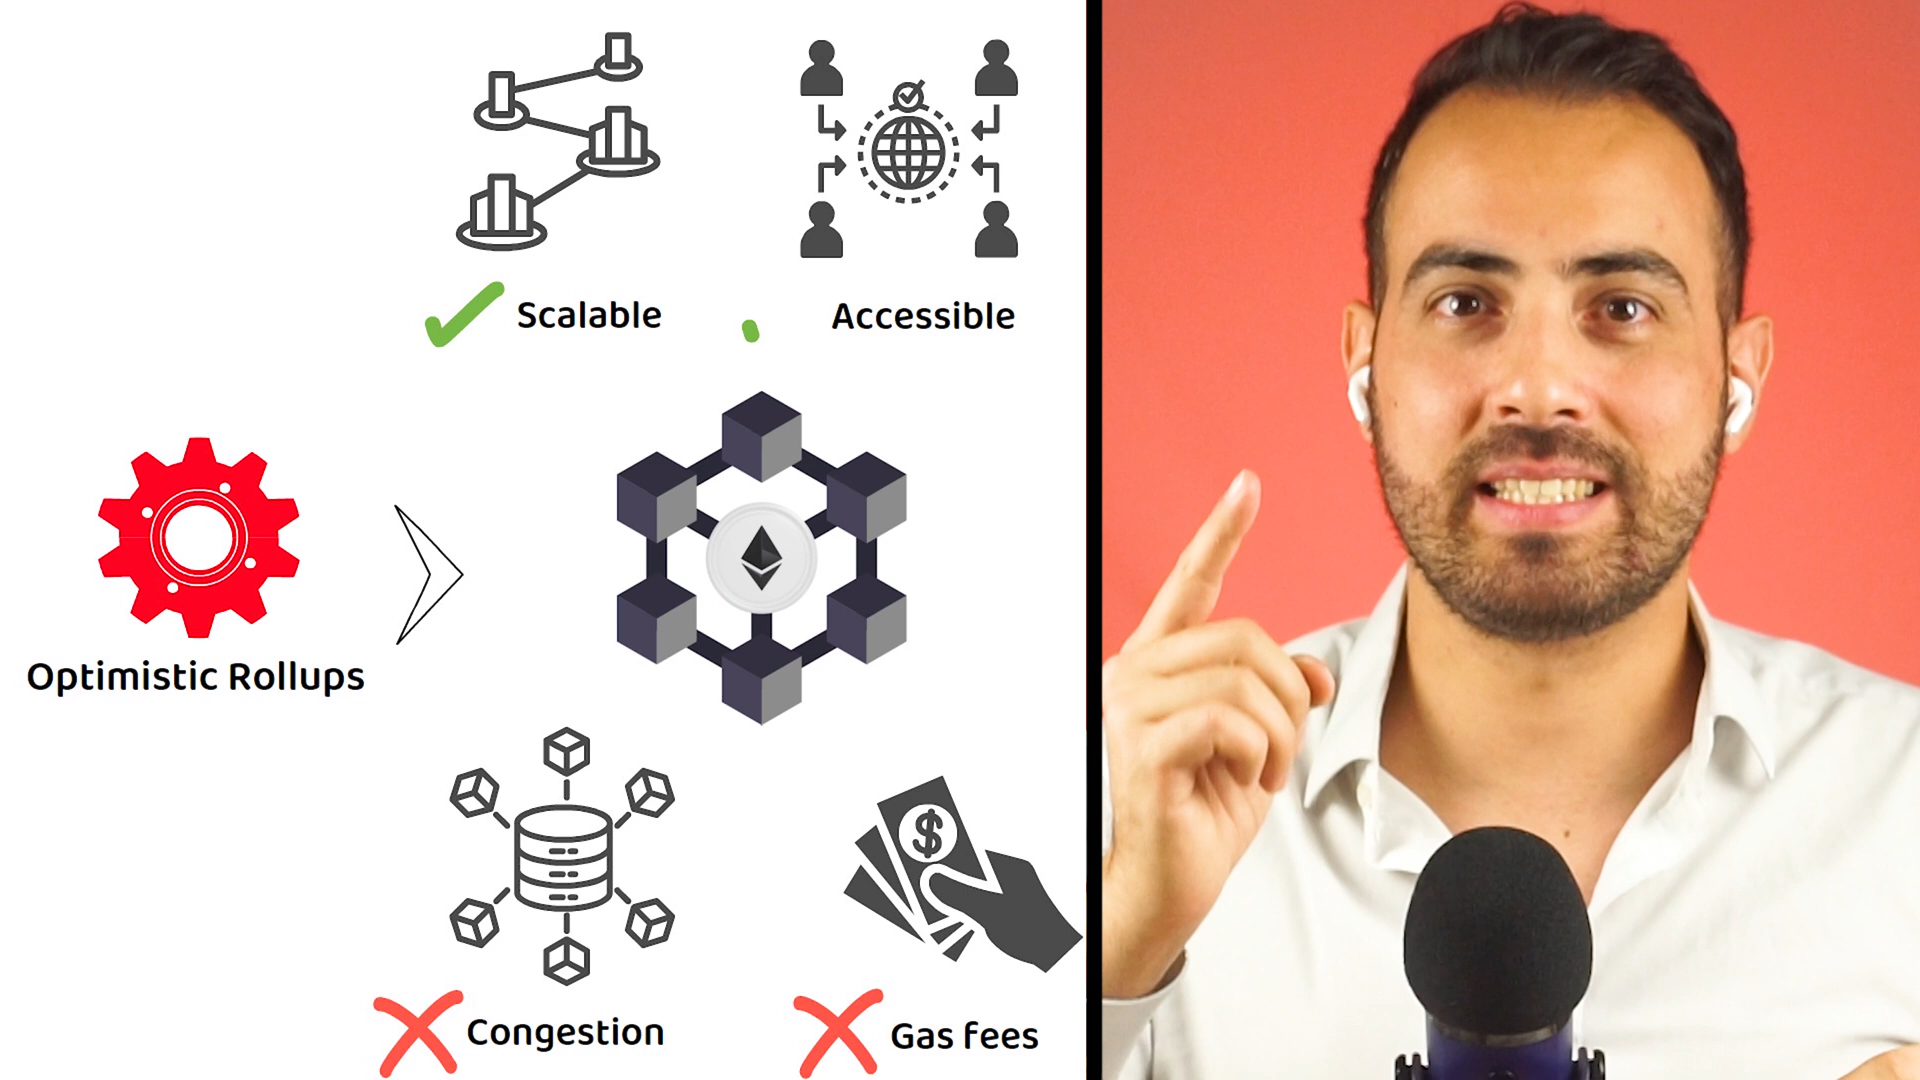 Scalable
Accessible
Optimistic Rollups
$
Congestion
Gas fees